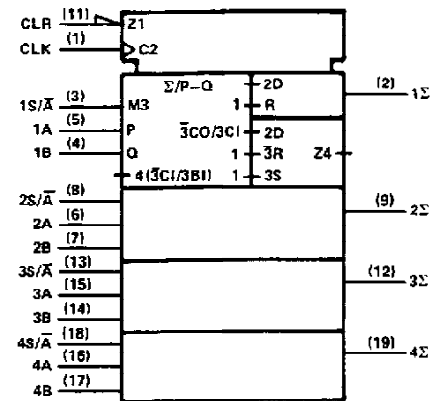 CLR (11) Z1
CLK (1) C2
Σ/P–Q 2D
1 R (2) 1Σ
1S/A̅ (3) M3
1A (5) P 3̅CO/3CI 2D
1B (4) Q 1 3̅R Z4
4(3̅CI/3BI) 1 3S
2S/A̅ (8)
2A (6) (9) 2Σ
2B (7)
3S/A̅ (13)
3A (15) (12) 3Σ
3B (14)
4S/A̅ (18)
4A (16) (19) 4Σ
4B (17)